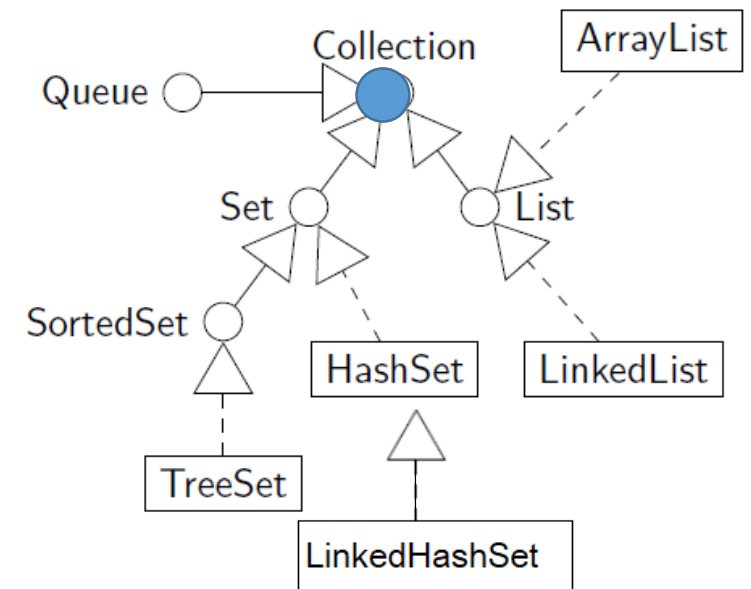 Collection
ArrayList
Queue
Set
List
SortedSet
HashSet
LinkedList
TreeSet
LinkedHashSet